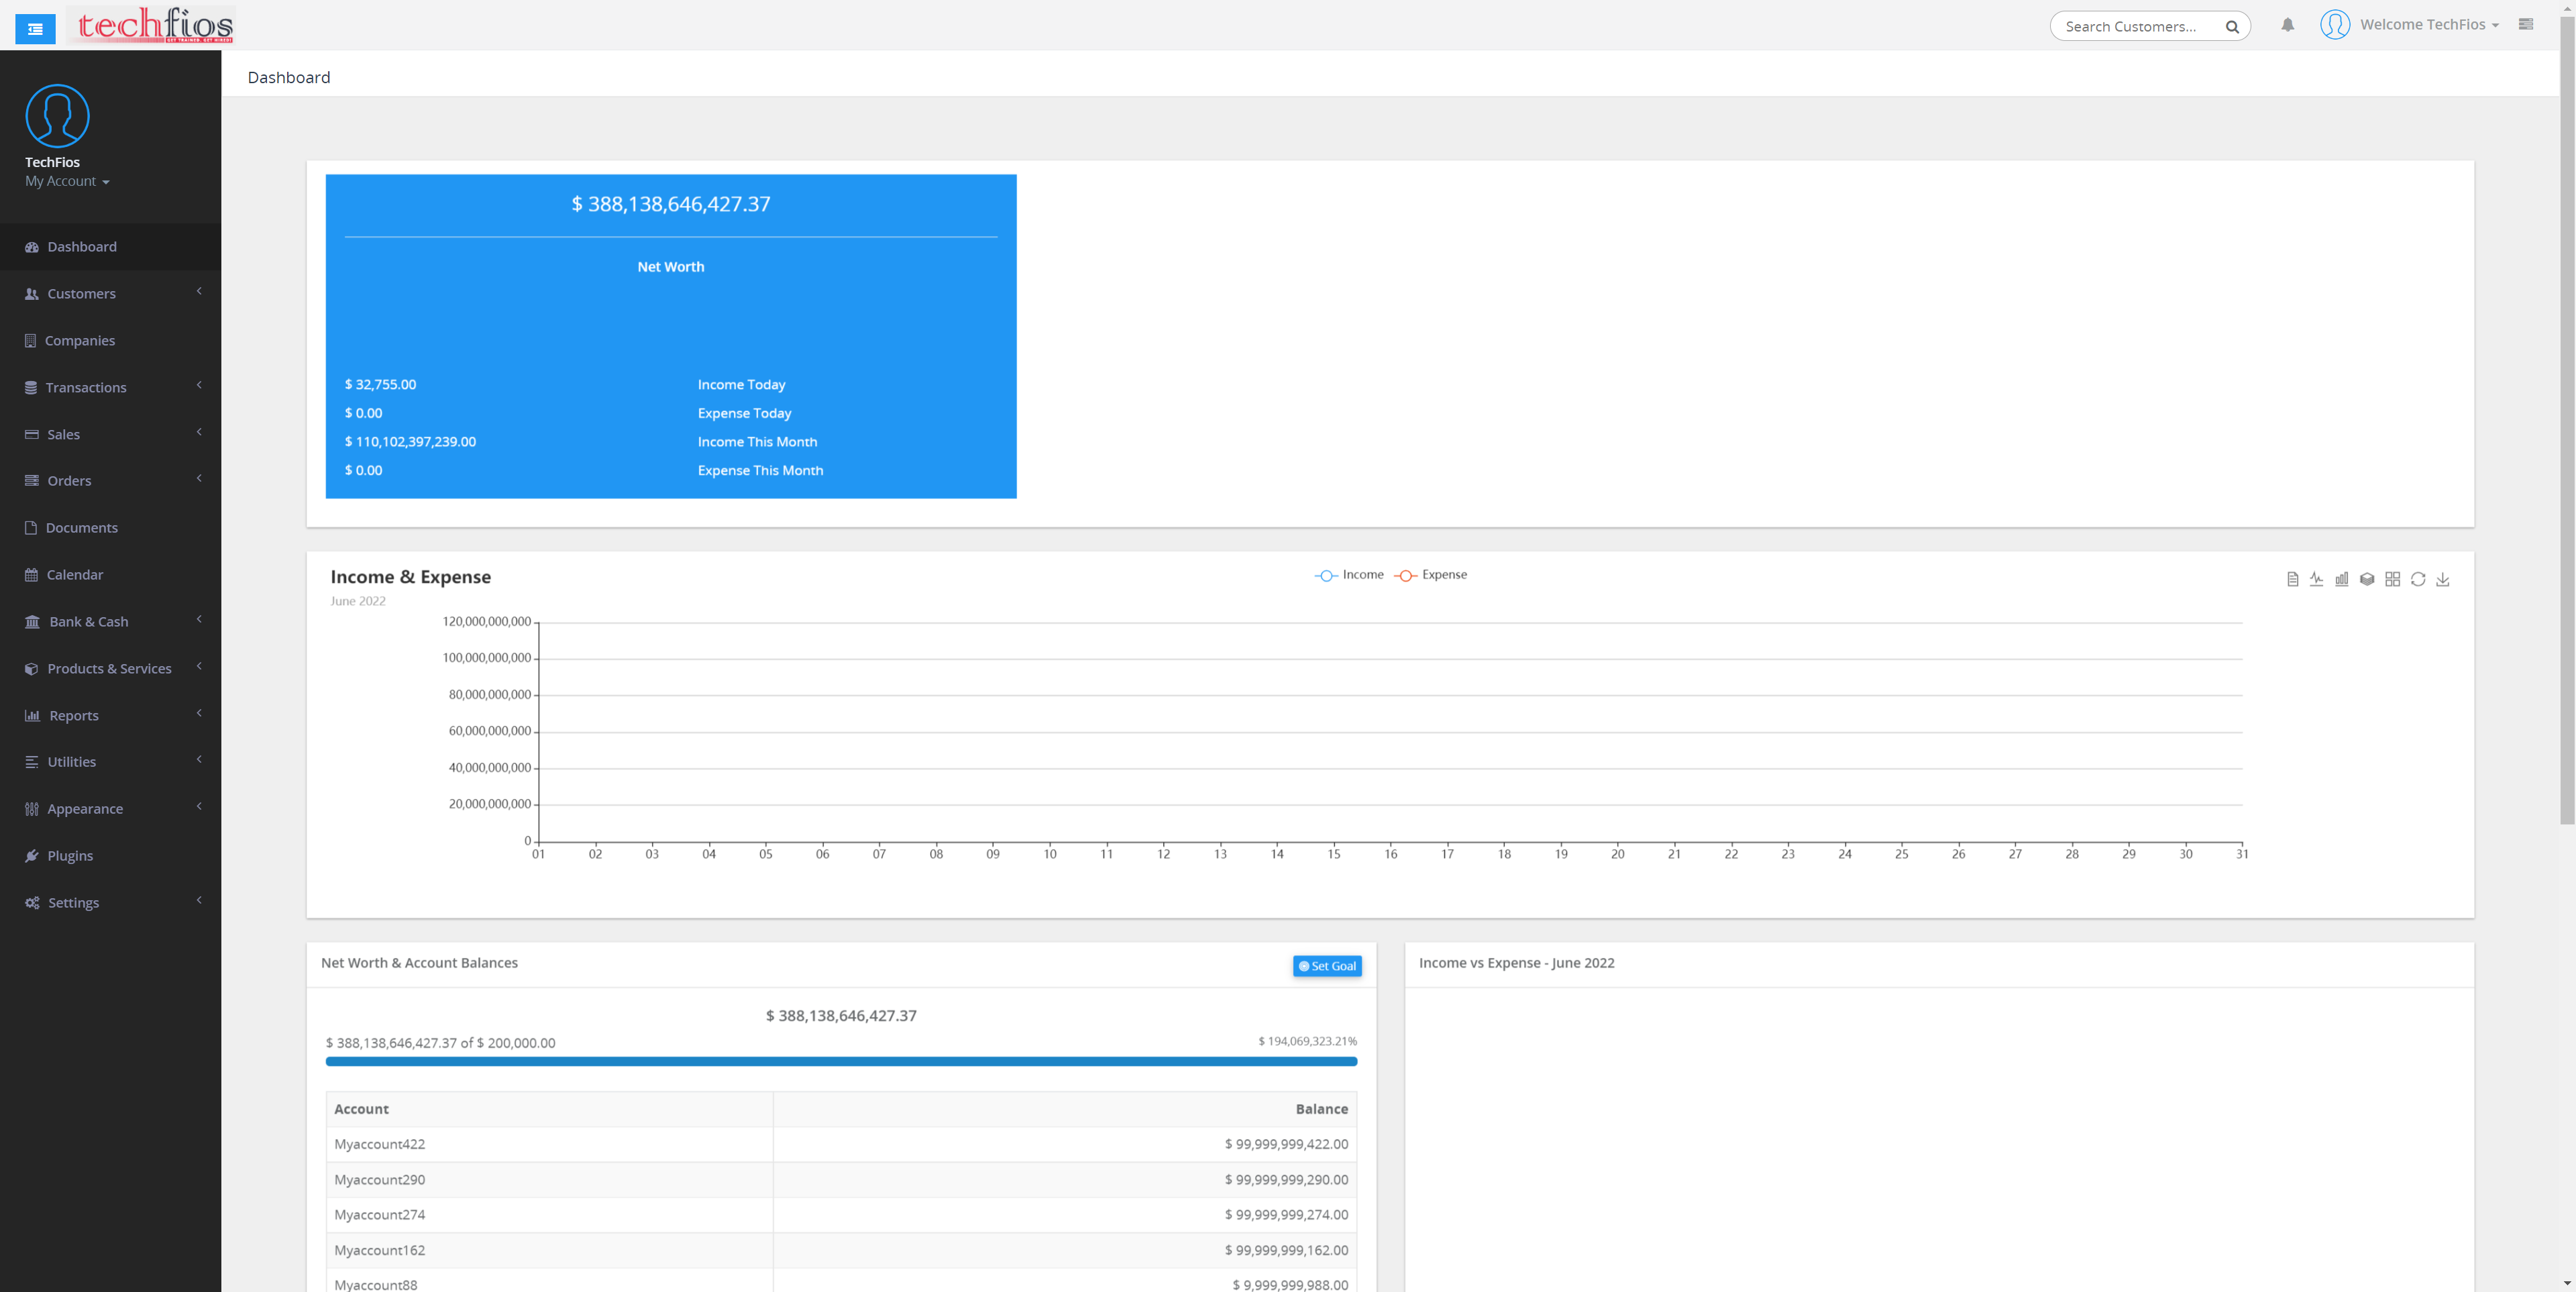 techfios
GET TRAINED. GET HIRED!
Search Customers...
Welcome TechFios
Dashboard
TechFios
My Account
Dashboard
Customers
Companies
Transactions
Sales
Orders
Documents
Calendar
Bank & Cash
Products & Services
Reports
Utilities
Appearance
Plugins
Settings
$ 388,138,646,427.37
Net Worth
$ 32,755.00 Income Today
$ 0.00 Expense Today
$ 110,102,397,239.00 Income This Month
$ 0.00 Expense This Month
Income & Expense
June 2022
Income Expense
120,000,000,000
100,000,000,000
80,000,000,000
60,000,000,000
40,000,000,000
20,000,000,000
0
01 02 03 04 05 06 07 08 09 10 11 12 13 14 15 16 17 18 19 20 21 22 23 24 25 26 27 28 29 30 31
Net Worth & Account Balances
Set Goal
$ 388,138,646,427.37
$ 388,138,646,427.37 of $ 200,000.00 $ 194,069,323.21%
Account Balance
Myaccount422 $ 99,999,999,422.00
Myaccount290 $ 99,999,999,290.00
Myaccount274 $ 99,999,999,274.00
Myaccount162 $ 99,999,999,162.00
Myaccount88 $ 9,999,999,988.00
Income vs Expense - June 2022